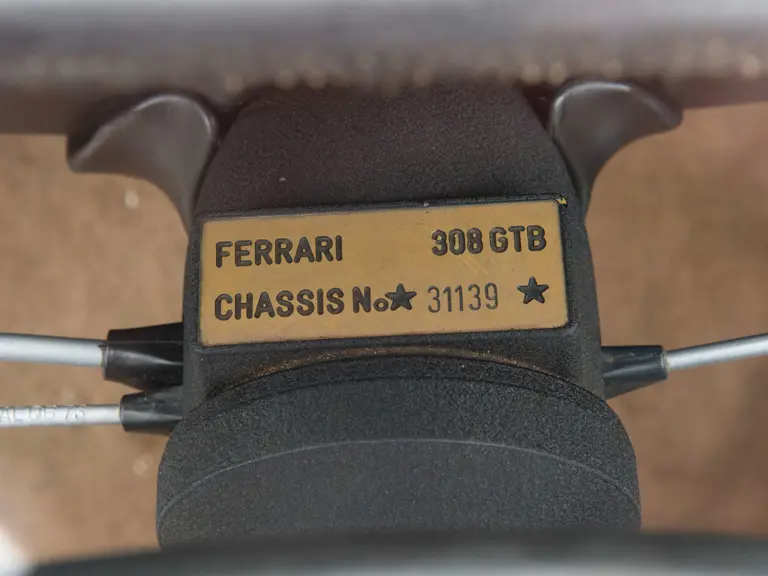 FERRARI 308 GTB
CHASSIS No★ 31139 ★